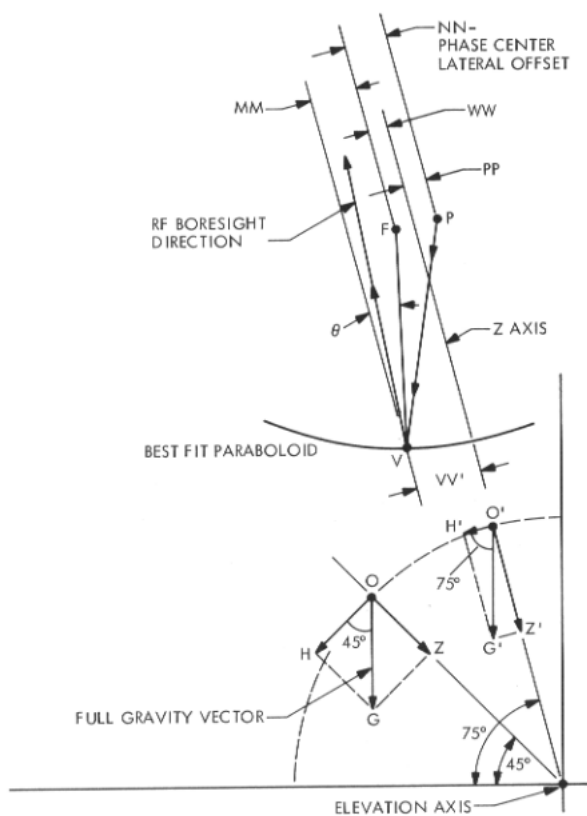 NN–
PHASE CENTER
LATERAL OFFSET
MM
WW
PP
RF BORESIGHT
DIRECTION
F
P
θ
Z AXIS
BEST FIT PARABOLOID
V
VV'
H'
O'
75°
O
45°
H
Z
G'
Z'
FULL GRAVITY VECTOR
G
75°
45°
ELEVATION AXIS